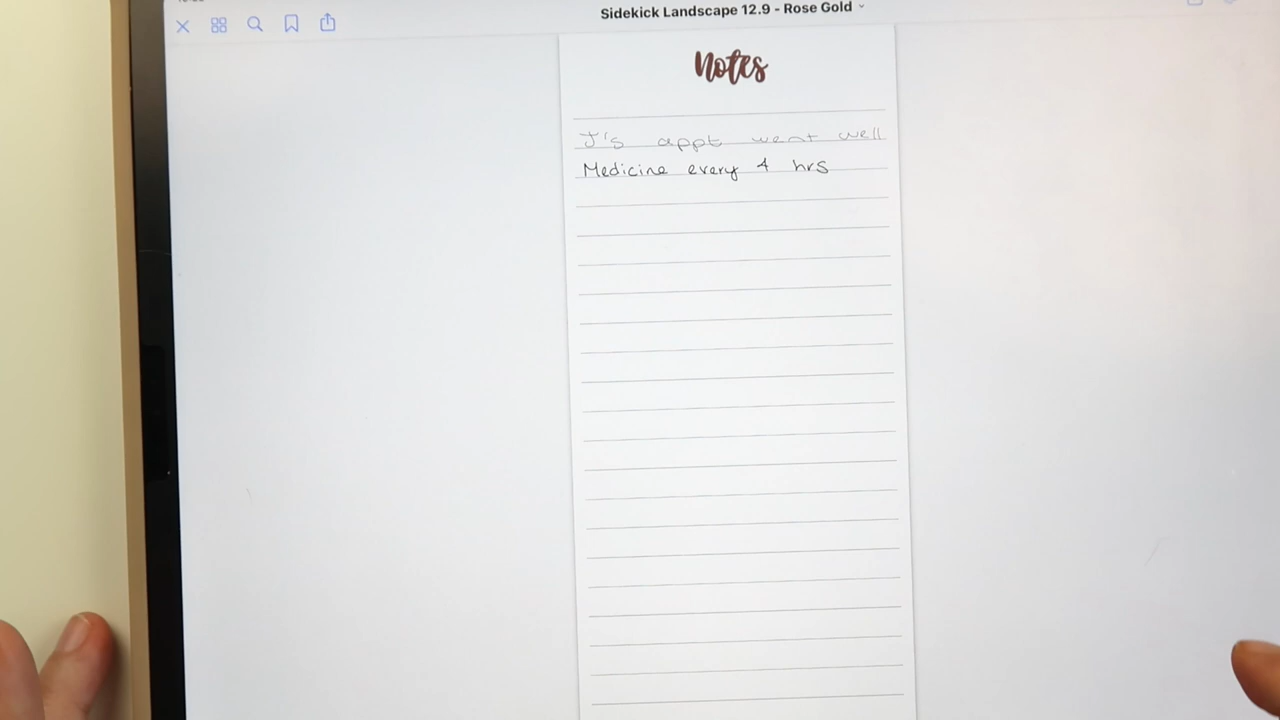 Sidekick Landscape 12.9 - Rose Gold
Notes
J's appt went well
Medicine every 4 hrs